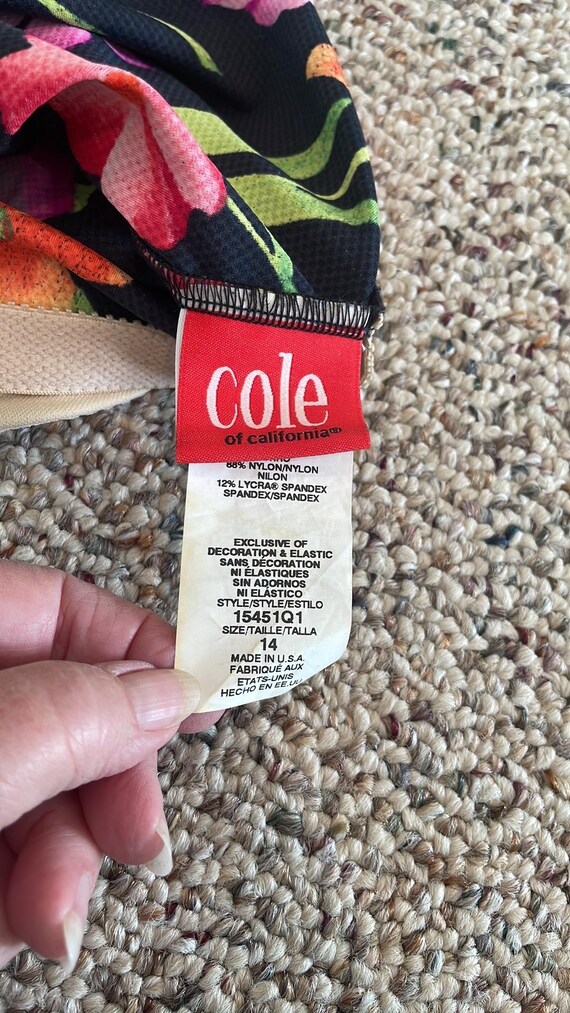 cole
of california®
88% NYLON/NYLON
NILON
12% LYCRA® SPANDEX
SPANDEX/SPANDEX
EXCLUSIVE OF
DECORATION & ELASTIC
SANS DÉCORATION
NI ÉLASTIQUES
SIN ADORNOS
NI ELÁSTICO
STYLE/STYLE/ESTILO
15451Q1
SIZE/TAILLE/TALLA
14
MADE IN U.S.A.
FABRIQUÉ AUX
ETATS-UNIS
HECHO EN EE.UU